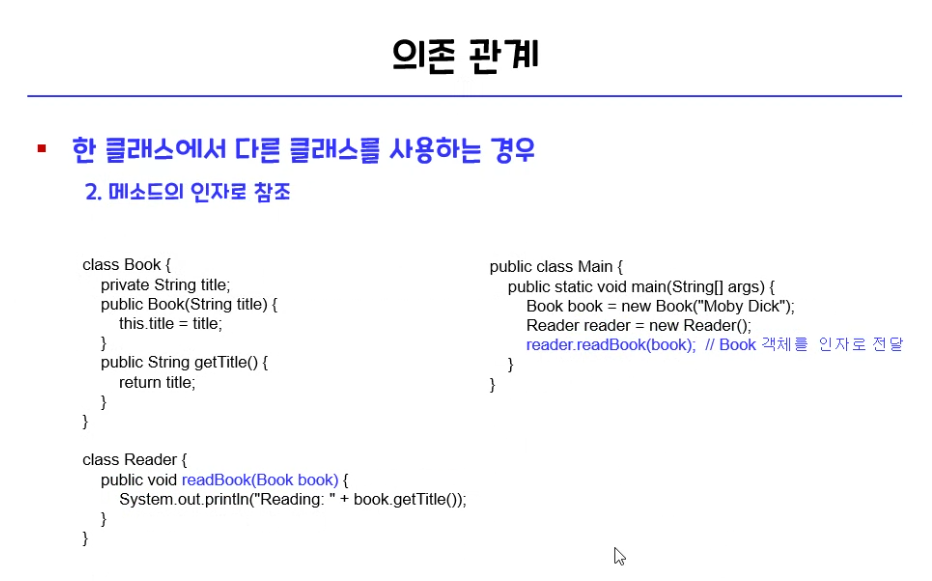 의존 관계
▪ 한 클래스에서 다른 클래스를 사용하는 경우
2. 메소드의 인자로 참조
class Book {
private String title;
public Book(String title) {
this.title = title;
}
public String getTitle() {
return title;
}
}
class Reader {
public void readBook(Book book) {
System.out.println("Reading: " + book.getTitle());
}
}
public class Main {
public static void main(String[] args) {
Book book = new Book("Moby Dick");
Reader reader = new Reader();
reader.readBook(book); // Book 객체를 인자로 전달
}
}